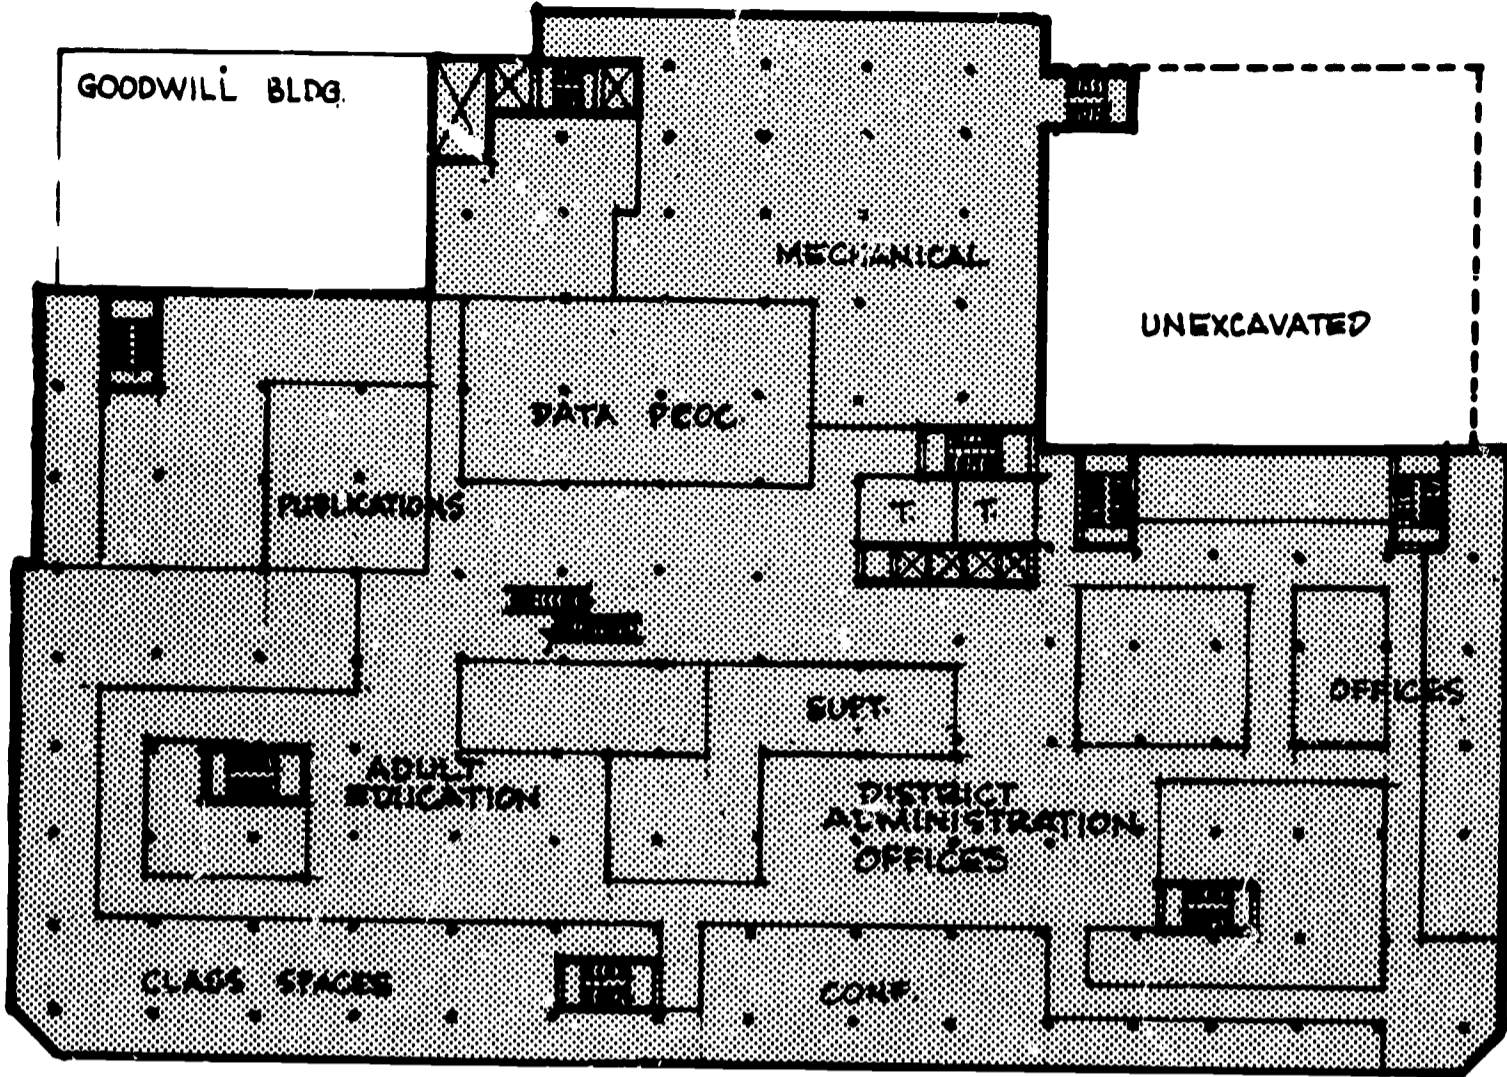 GOODWILL BLDG.
MECHANICAL
UNEXCAVATED
DATA PROC.
PUBLICATIONS
T. T.
OFFICES
SUPT.
ADULT
EDUCATION
DISTRICT
ADMINISTRATION
OFFICES
CLASS SPACES
CONF.